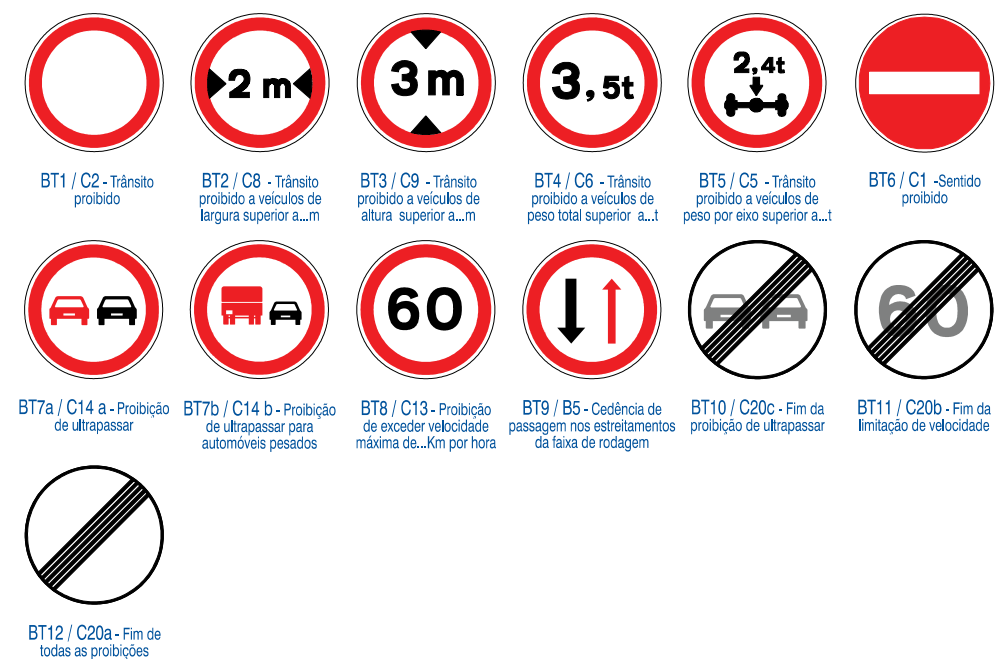 2 m
3 m
3,5t
2,4t
BT1 / C2 - Trânsito
proibido
BT2 / C8 - Trânsito
proibido a veículos de
largura superior a...m
BT3 / C9 - Trânsito
proibido a veículos de
altura superior a...m
BT4 / C6 - Trânsito
proibido a veículos de
peso total superior a...t
BT5 / C5 - Trânsito
proibido a veículos de
peso por eixo superior a...t
BT6 / C1 -Sentido
proibido
60
60
BT7a / C14 a - Proibição
de ultrapassar
BT7b / C14 b - Proibição
de ultrapassar para
automóveis pesados
BT8 / C13 - Proibição
de exceder velocidade
máxima de...Km por hora
BT9 / B5 - Cedência de
passagem nos estreitamentos
da faixa de rodagem
BT10 / C20c - Fim da
proibição de ultrapassar
BT11 / C20b - Fim da
limitação de velocidade
BT12 / C20a - Fim de
todas as proibições